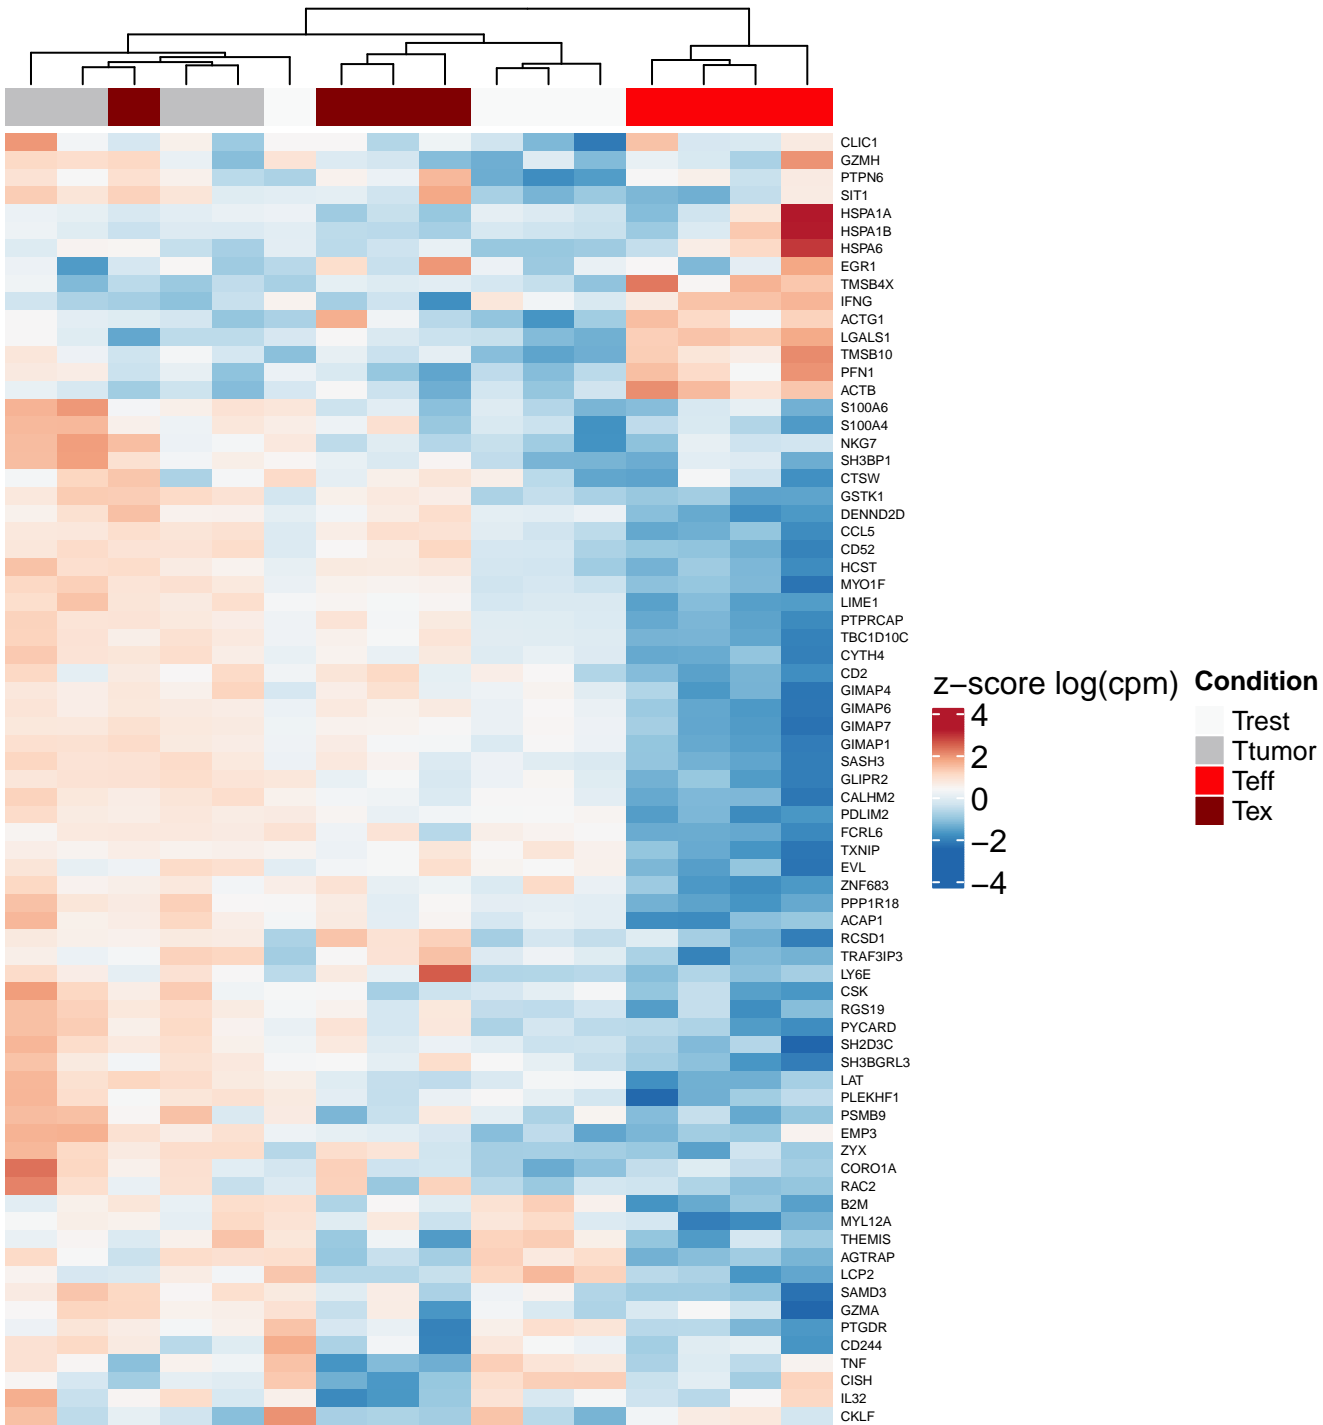 CLIC1
GZMH
PTPN6
SIT1
HSPA1A
HSPA1B
HSPA6
EGR1
TMSB4X
IFNG
ACTG1
LGALS1
TMSB10
PFN1
ACTB
S100A6
S100A4
NKG7
SH3BP1
CTSW
GSTK1
DENND2D
CCL5
CD52
HCST
MYO1F
LIME1
PTPRCAP
TBC1D10C
CYTH4
CD2
GIMAP4
GIMAP6
GIMAP7
GIMAP1
SASH3
GLIPR2
CALHM2
PDLIM2
FCRL6
TXNIP
EVL
ZNF683
PPP1R18
ACAP1
RCSD1
TRAF3IP3
LY6E
CSK
RGS19
PYCARD
SH2D3C
SH3BGRL3
LAT
PLEKHF1
PSMB9
EMP3
ZYX
CORO1A
RAC2
B2M
MYL12A
THEMIS
AGTRAP
LCP2
SAMD3
GZMA
PTGDR
CD244
TNF
CISH
IL32
CKLF
z−score log(cpm)
4
2
0
−2
−4
Condition
Trest
Ttumor
Teff
Tex